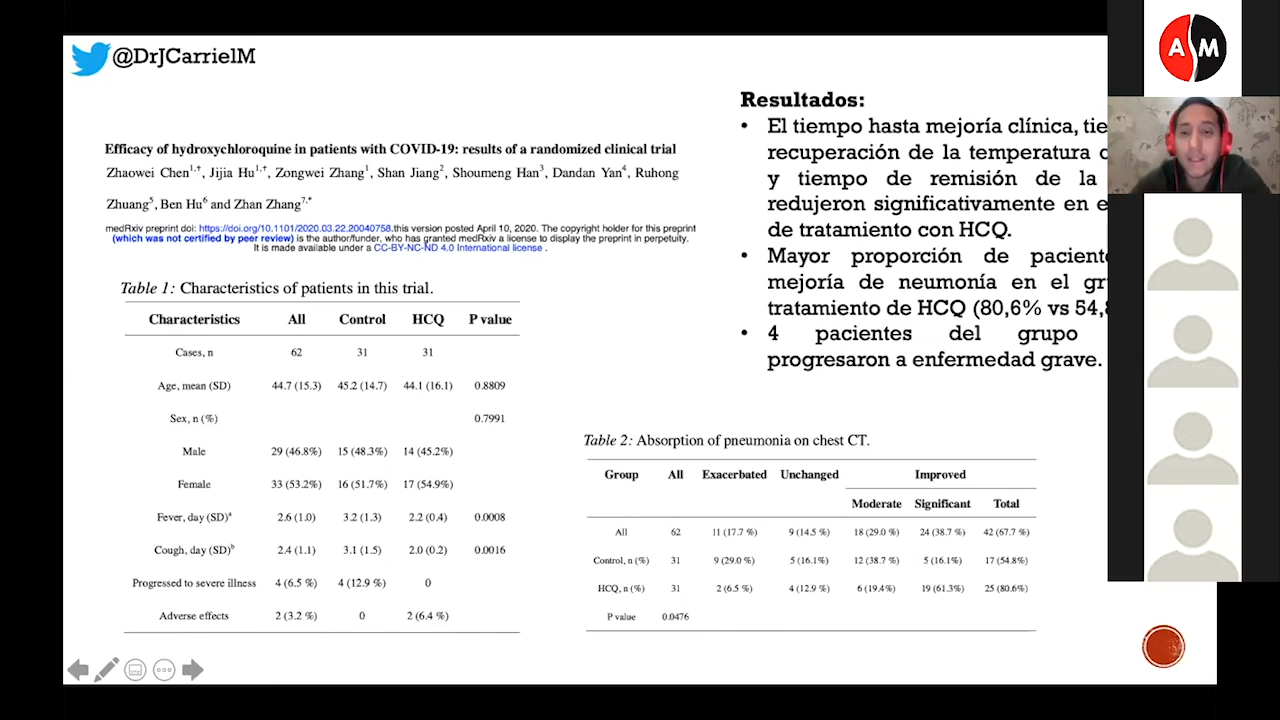 @DrJCarrielM
A M
Efficacy of hydroxychloroquine in patients with COVID-19: results of a randomized clinical trial
Zhaowei Chen1,†, Jijia Hu1,†, Zongwei Zhang1, Shan Jiang2, Shoumeng Han3, Dandan Yan4, Ruhong
Zhuang5, Ben Hu6 and Zhan Zhang7,*
medRxiv preprint doi: https://doi.org/10.1101/2020.03.22.20040758.this version posted April 10, 2020. The copyright holder for this preprint
(which was not certified by peer review) is the author/funder, who has granted medRxiv a license to display the preprint in perpetuity.
It is made available under a CC-BY-NC-ND 4.0 International license .
Table 1: Characteristics of patients in this trial.
Characteristics All Control HCQ P value
Cases, n 62 31 31
Age, mean (SD) 44.7 (15.3) 45.2 (14.7) 44.1 (16.1) 0.8809
Sex, n (%) 0.7991
Male 29 (46.8%) 15 (48.3%) 14 (45.2%)
Female 33 (53.2%) 16 (51.7%) 17 (54.9%)
Fever, day (SD)a 2.6 (1.0) 3.2 (1.3) 2.2 (0.4) 0.0008
Cough, day (SD)b 2.4 (1.1) 3.1 (1.5) 2.0 (0.2) 0.0016
Progressed to severe illness 4 (6.5 %) 4 (12.9 %) 0
Adverse effects 2 (3.2 %) 0 2 (6.4 %)
Resultados:
• El tiempo hasta mejoría clínica,
recuperación de la temperatura
y tiempo de remisión de la
redujeron significativamente en
de tratamiento con HCQ.
• Mayor proporción de
mejoría de neumonía en el
tratamiento de HCQ (80,6% vs
• 4 pacientes del grupo
progresaron a enfermedad grave.
Table 2: Absorption of pneumonia on chest CT.
Group All Exacerbated Unchanged Improved
Moderate Significant Total
All 62 11 (17.7 %) 9 (14.5 %) 18 (29.0 %) 24 (38.7 %) 42 (67.7 %)
Control, n (%) 31 9 (29.0 %) 5 (16.1%) 12 (38.7 %) 5 (16.1%) 17 (54.8%)
HCQ, n (%) 31 2 (6.5 %) 4 (12.9 %) 6 (19.4%) 19 (61.3%) 25 (80.6%)
P value 0.0476